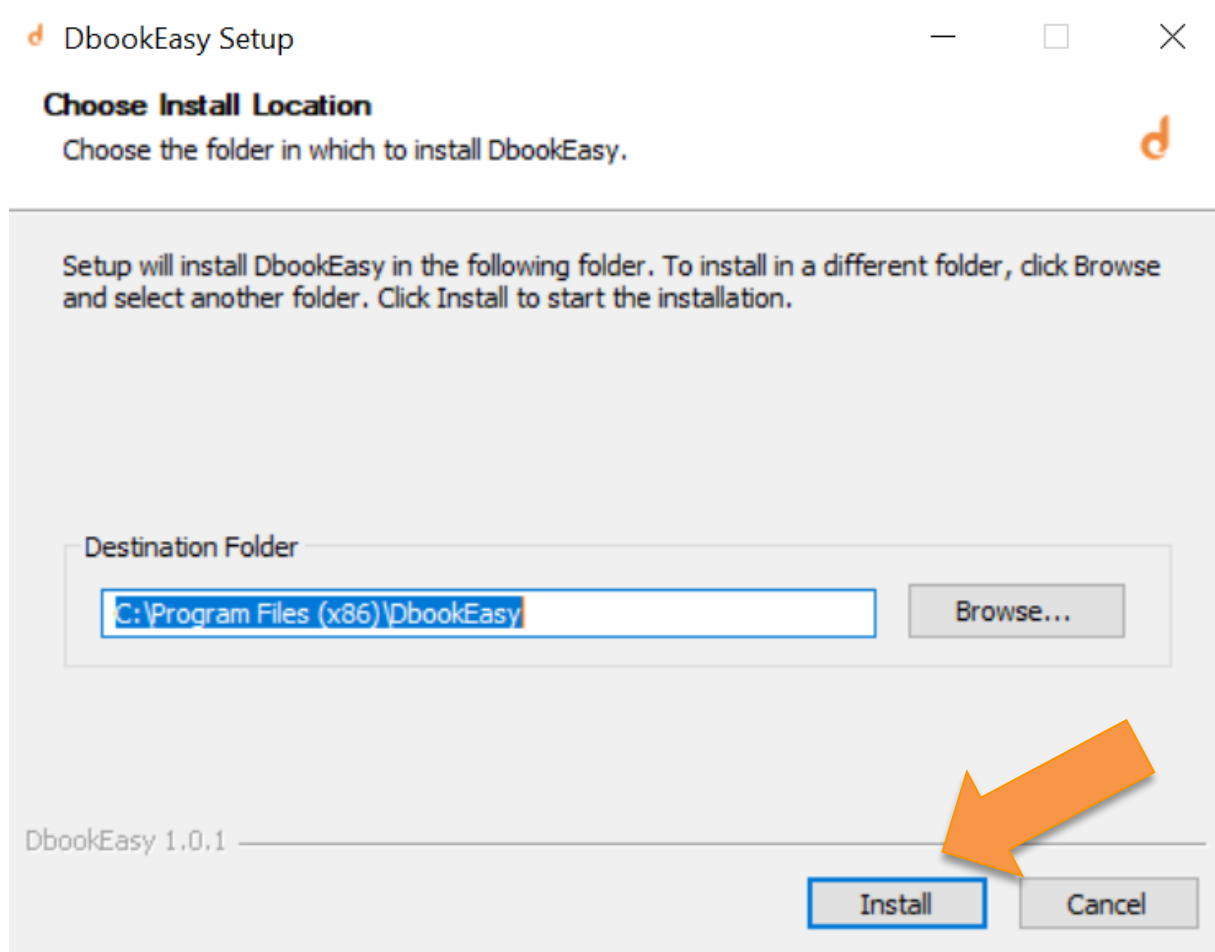 DbookEasy Setup
Choose Install Location
Choose the folder in which to install DbookEasy.
Setup will install DbookEasy in the following folder. To install in a different folder, click Browse
and select another folder. Click Install to start the installation.
Destination Folder
C:\Program Files (x86)\DbookEasy
Browse...
DbookEasy 1.0.1
Install
Cancel